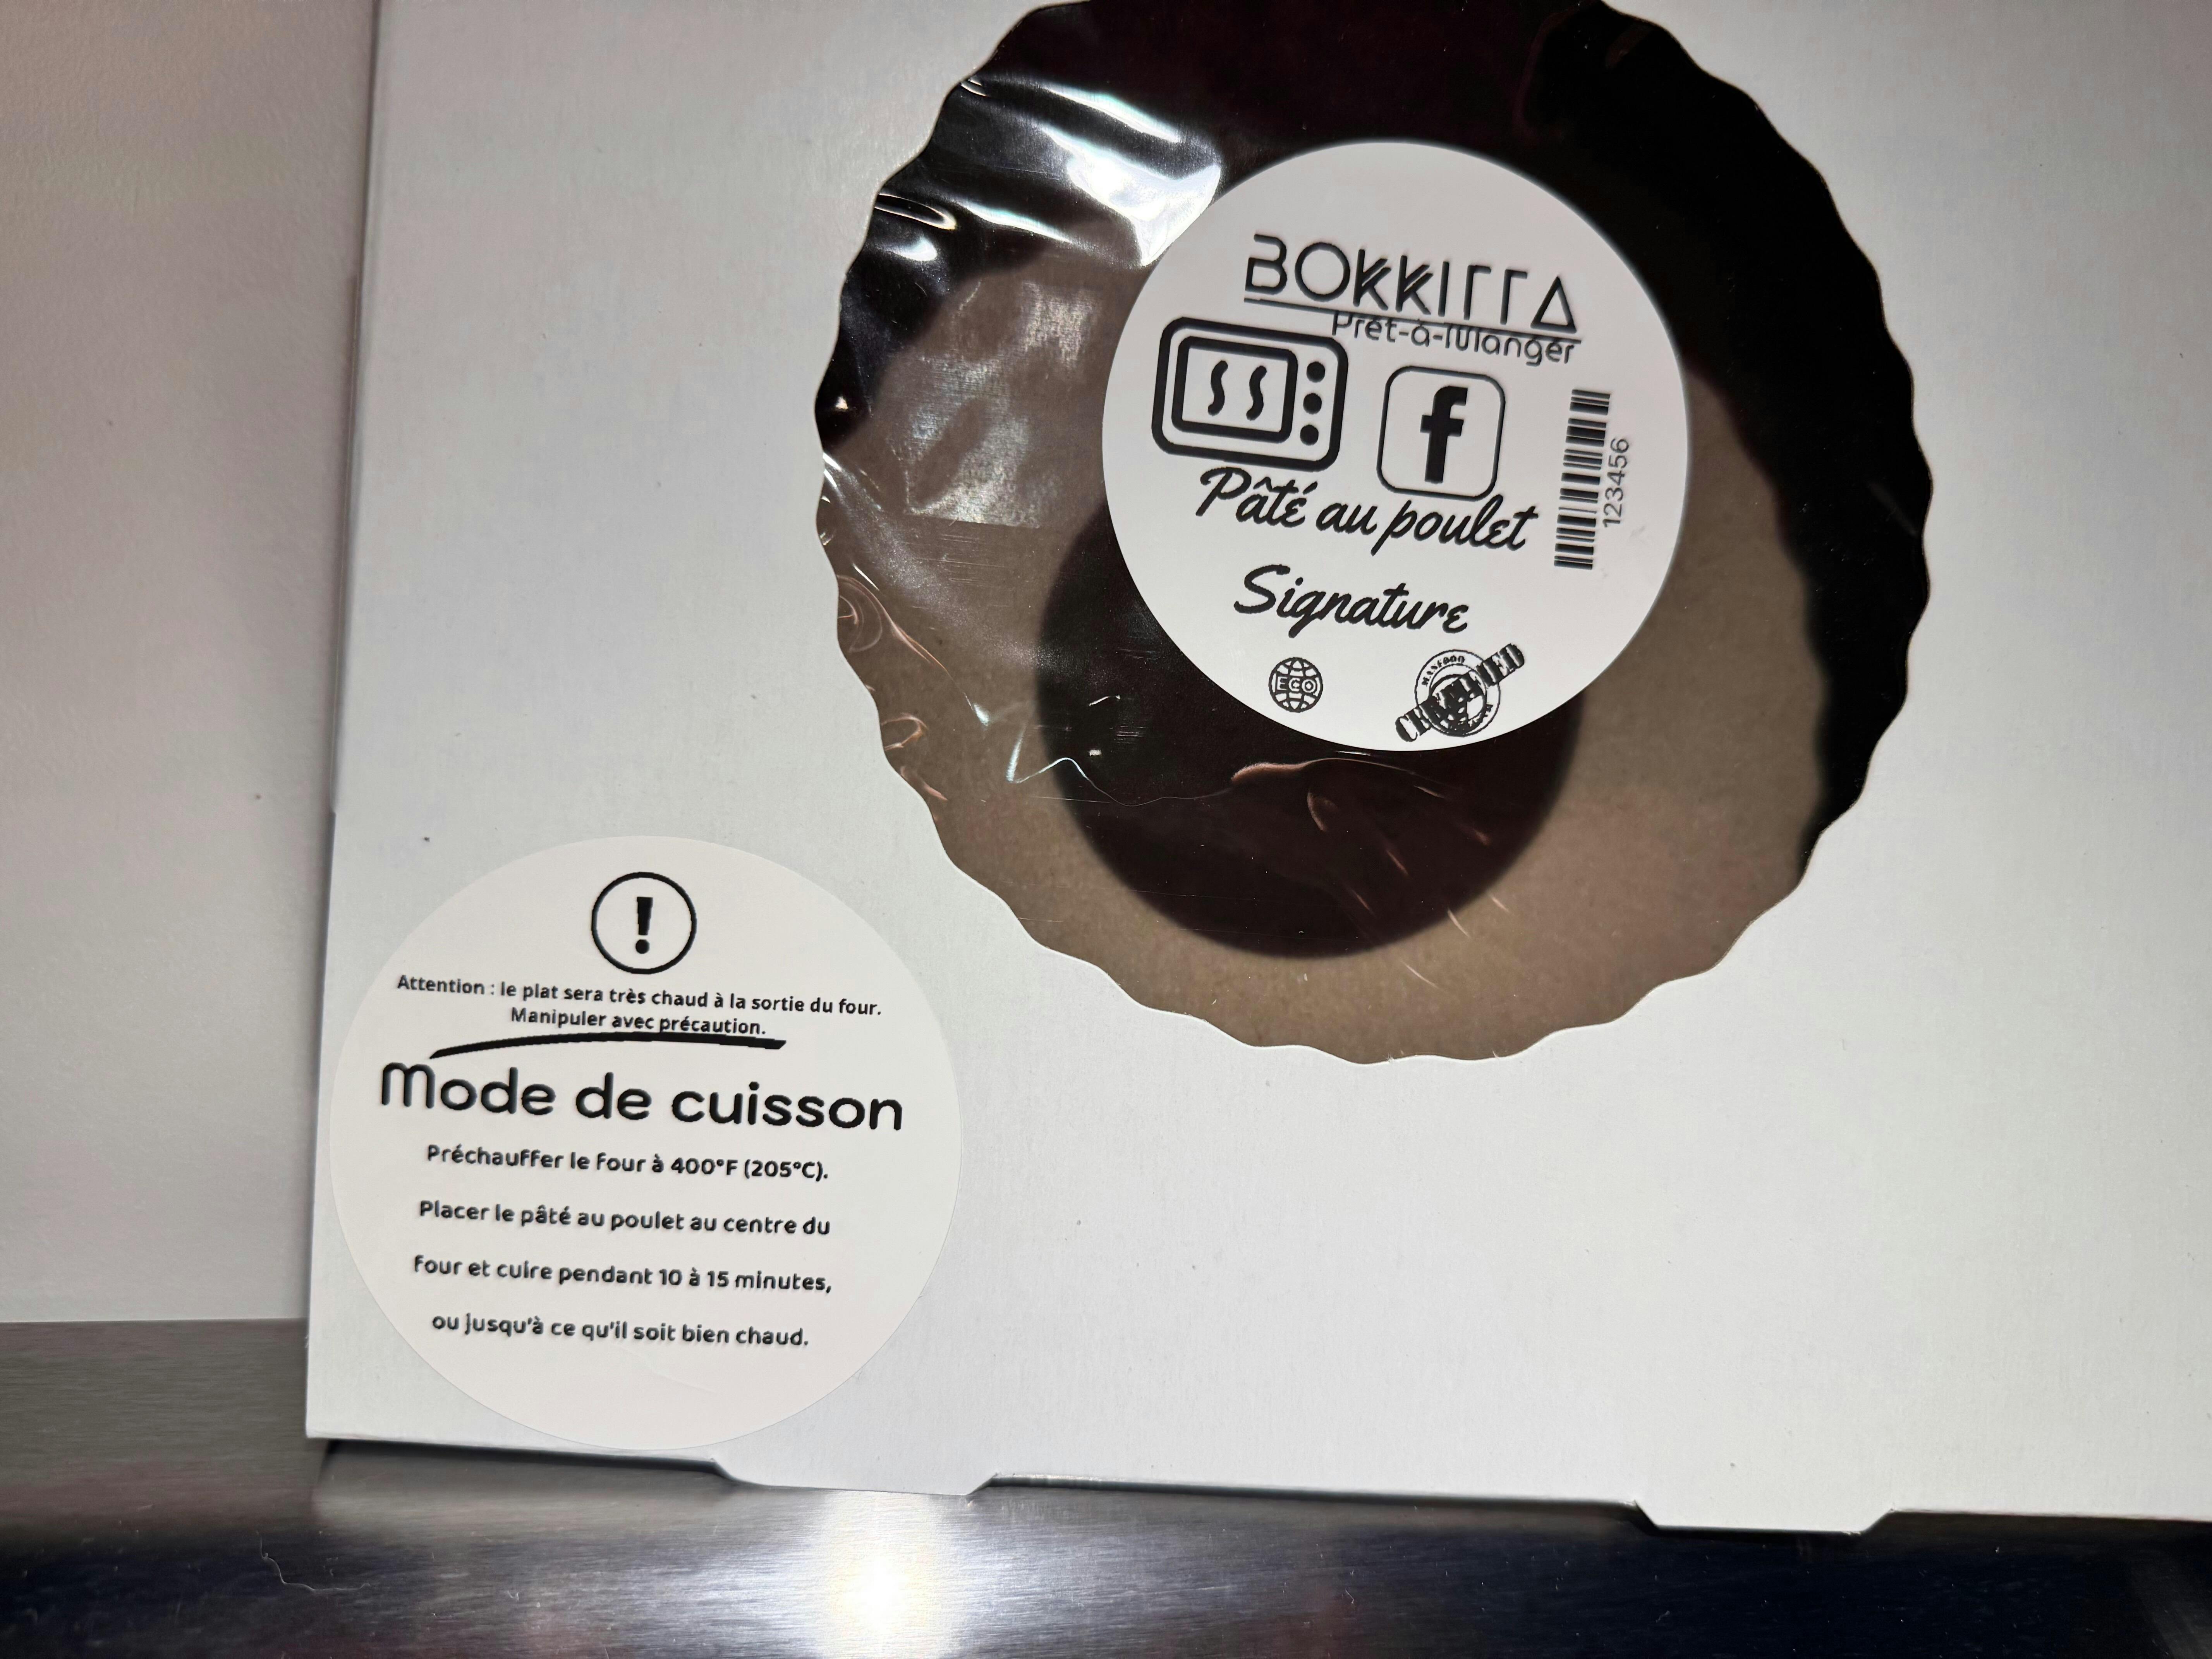 BOKKITTA
Prêt-à-Manger
f
123456
Pâté au poulet
Signature
ECO
CERTIFIED
!
Attention : le plat sera très chaud à la sortie du four.
Manipuler avec précaution.
Mode de cuisson
Préchauffer le four à 400°F (205°C).
Placer le pâté au poulet au centre du
four et cuire pendant 10 à 15 minutes,
ou jusqu'à ce qu'il soit bien chaud.